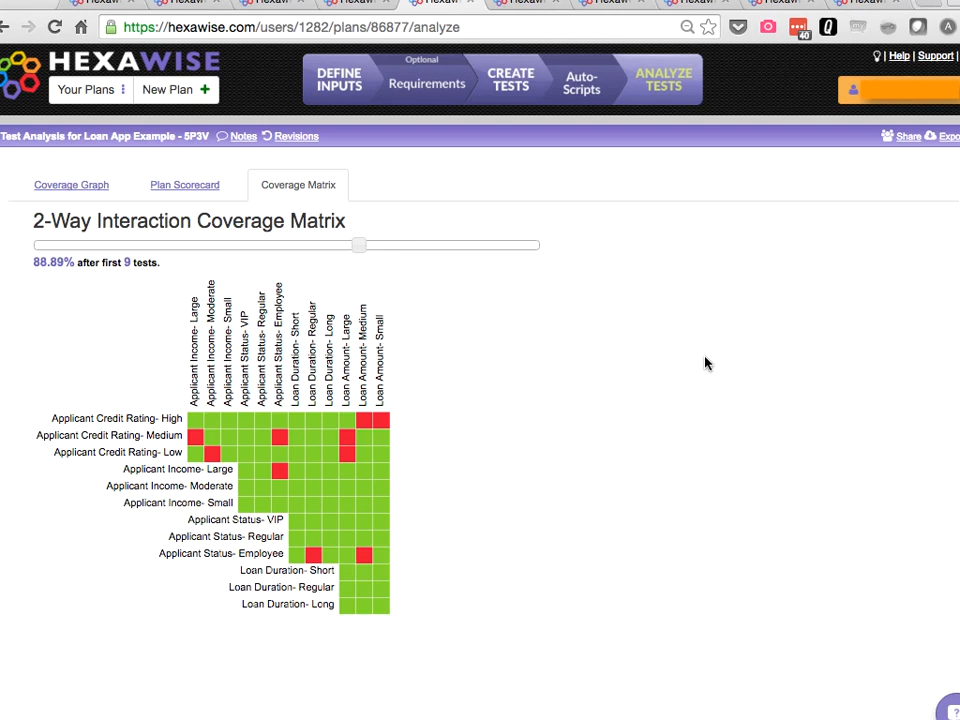 Hexawi
https://hexawise.com/users/1282/plans/86877/analyze
40
HEXAWISE
Your Plans
New Plan +
DEFINE INPUTS
Optional
Requirements
CREATE TESTS
Auto-Scripts
ANALYZE TESTS
Help | Support |
Test Analysis for Loan App Example - 5P3V Notes Revisions
Share
Expo
Coverage Graph
Plan Scorecard
Coverage Matrix
2-Way Interaction Coverage Matrix
88.89% after first 9 tests.
Applicant Income- Large
Applicant Income- Moderate
Applicant Income- Small
Applicant Status- VIP
Applicant Status- Regular
Applicant Status- Employee
Loan Duration- Short
Loan Duration- Regular
Loan Duration- Long
Loan Amount- Large
Loan Amount- Medium
Loan Amount- Small
Applicant Credit Rating- High
Applicant Credit Rating- Medium
Applicant Credit Rating- Low
Applicant Income- Large
Applicant Income- Moderate
Applicant Income- Small
Applicant Status- VIP
Applicant Status- Regular
Applicant Status- Employee
Loan Duration- Short
Loan Duration- Regular
Loan Duration- Long
?